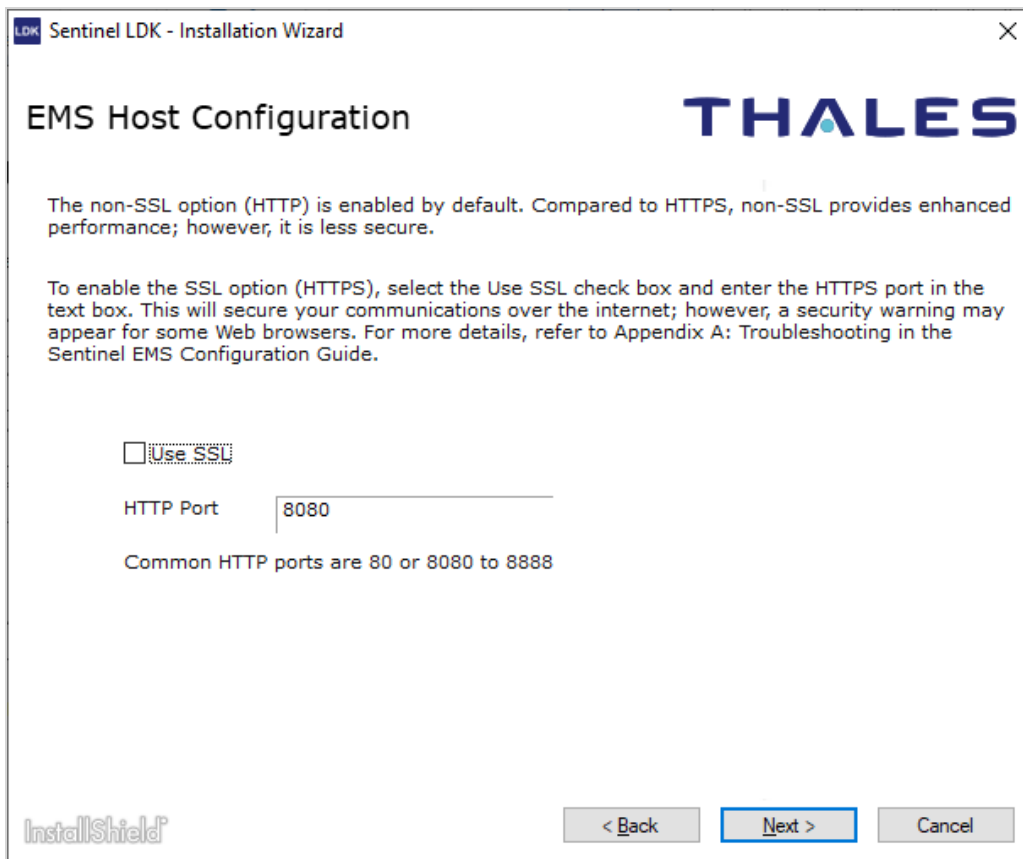 LDK Sentinel LDK - Installation Wizard
EMS Host Configuration
THALES
The non-SSL option (HTTP) is enabled by default. Compared to HTTPS, non-SSL provides enhanced
performance; however, it is less secure.
To enable the SSL option (HTTPS), select the Use SSL check box and enter the HTTPS port in the
text box. This will secure your communications over the internet; however, a security warning may
appear for some Web browsers. For more details, refer to Appendix A: Troubleshooting in the
Sentinel EMS Configuration Guide.
Use SSL
HTTP Port 8080
Common HTTP ports are 80 or 8080 to 8888
InstallShield
< Back Next > Cancel